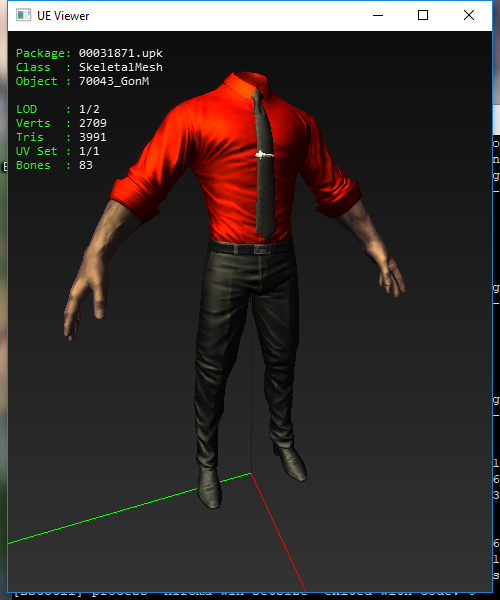 UE Viewer
Package: 00031871.upk
Class : SkeletalMesh
Object : 70043_GonM
LOD : 1/2
Verts : 2709
Tris : 3991
UV Set : 1/1
Bones : 83